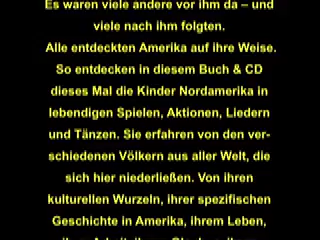 Es waren viele andere vor ihm da – und
viele nach ihm folgten.
Alle entdeckten Amerika auf ihre Weise.
So entdecken in diesem Buch & CD
dieses Mal die Kinder Nordamerika in
lebendigen Spielen, Aktionen, Liedern
und Tänzen. Sie erfahren von den ver-
schiedenen Völkern aus aller Welt, die
sich hier niederließen. Von ihren
kulturellen Wurzeln, ihrer spezifischen
Geschichte in Amerika, ihrem Leben,